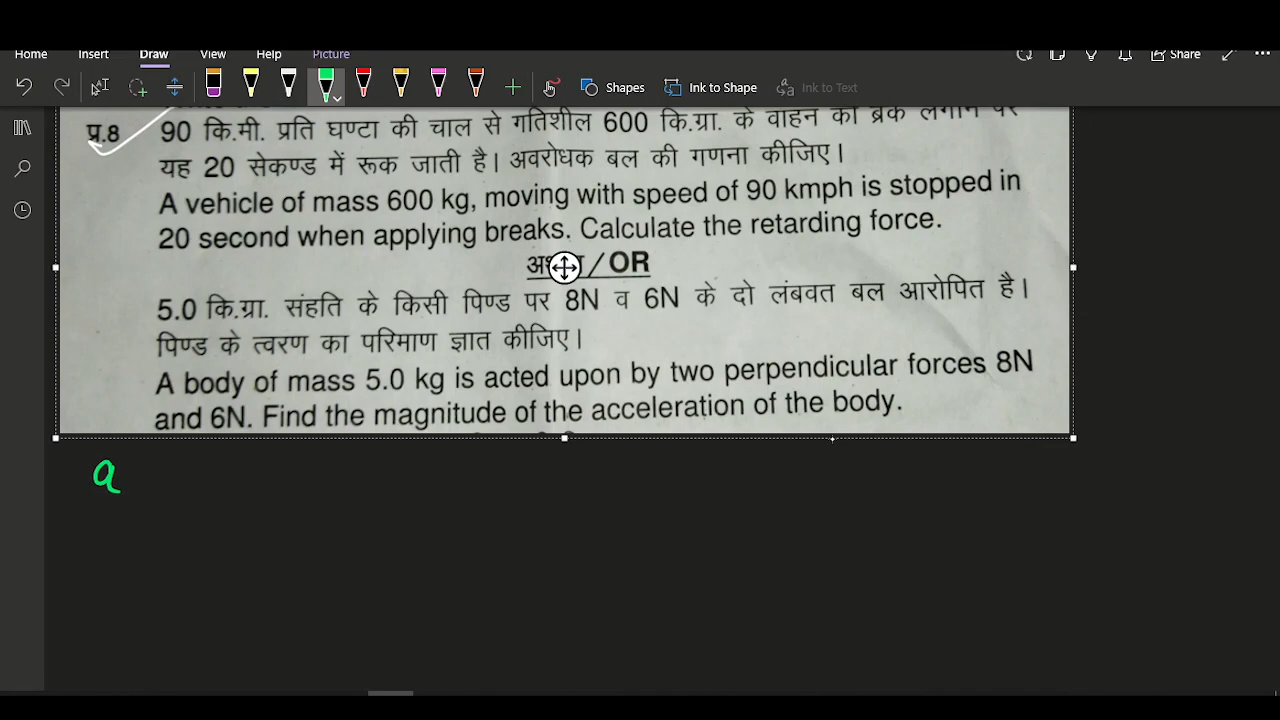 Home Insert Draw View Help Picture Share
Shapes Ink to Shape Ink to Text
प्र.8 90 कि.मी. प्रति घण्टा की चाल से गतिशील 600 कि.ग्रा. के वाहन को ब्रेक लगाने पर
यह 20 सेकण्ड में रूक जाती है। अवरोधक बल की गणना कीजिए।
A vehicle of mass 600 kg, moving with speed of 90 kmph is stopped in
20 second when applying breaks. Calculate the retarding force.
/ OR
5.0 कि.ग्रा. संहति के किसी पिण्ड पर 8N व 6N के दो लंबवत बल आरोपित है।
पिण्ड के त्वरण का परिमाण ज्ञात कीजिए।
A body of mass 5.0 kg is acted upon by two perpendicular forces 8N
and 6N. Find the magnitude of the acceleration of the body.
a